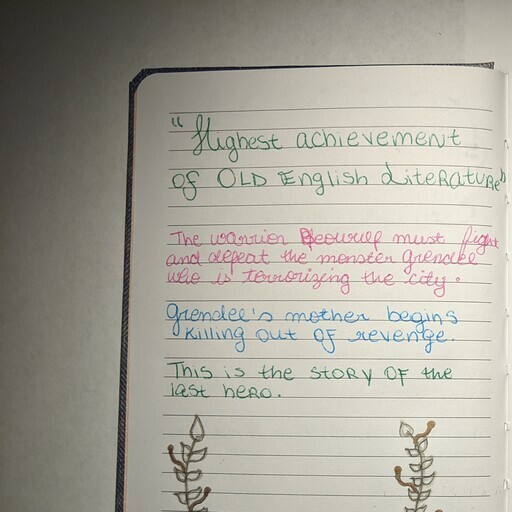 "Highest achievement
of OLD English LiteRatuRe"
The warrior Beowulf must fight
and defeat the monster Grendel
who is terrorizing the city.
Grendel's mother begins
killing out of revenge.
This is the story of the
last hero.